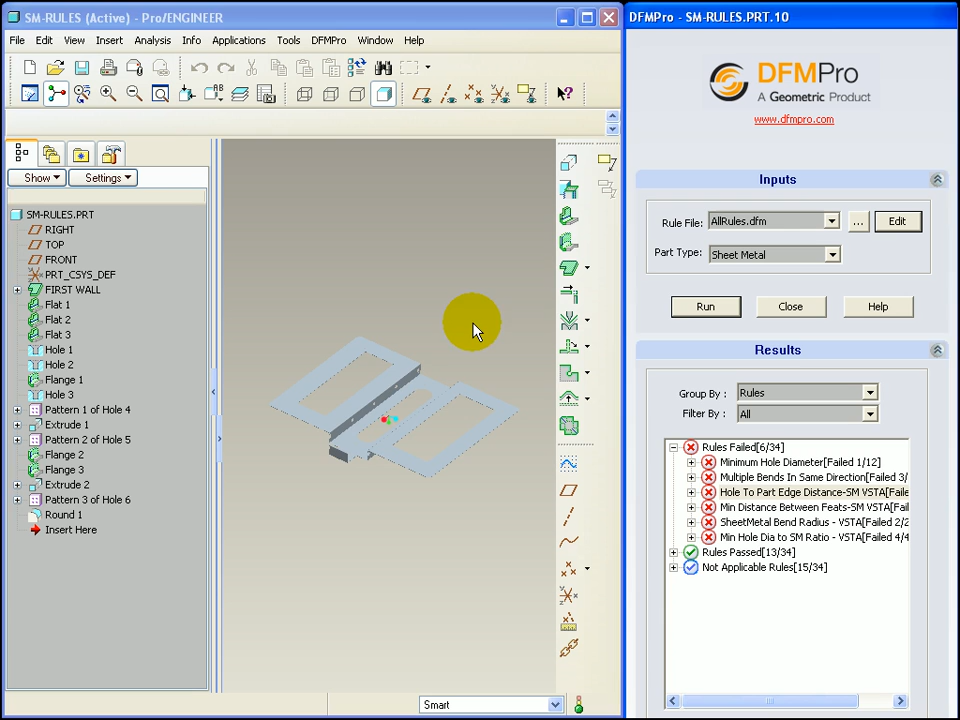 SM-RULES (Active) - Pro/ENGINEER
File Edit View Insert Analysis Info Applications Tools DFMPro Window Help
Show
Settings
SM-RULES.PRT
RIGHT
TOP
FRONT
PRT_CSYS_DEF
FIRST WALL
Flat 1
Flat 2
Flat 3
Hole 1
Hole 2
Flange 1
Hole 3
Pattern 1 of Hole 4
Extrude 1
Pattern 2 of Hole 5
Flange 2
Flange 3
Extrude 2
Pattern 3 of Hole 6
Round 1
Insert Here
Smart
DFMPro - SM-RULES.PRT.10
DFMPro
A Geometric Product
www.dfmpro.com
Inputs
Rule File: AllRules.dfm ... Edit
Part Type: Sheet Metal
Run Close Help
Results
Group By: Rules
Filter By: All
Rules Failed[6/34]
Minimum Hole Diameter[Failed 1/12]
Multiple Bends In Same Direction[Failed 3/
Hole To Part Edge Distance-SM VSTA[Faile
Min Distance Between Feats-SM VSTA[Fail
SheetMetal Bend Radius - VSTA[Failed 2/2
Min Hole Dia to SM Ratio - VSTA[Failed 4/4
Rules Passed[13/34]
Not Applicable Rules[15/34]